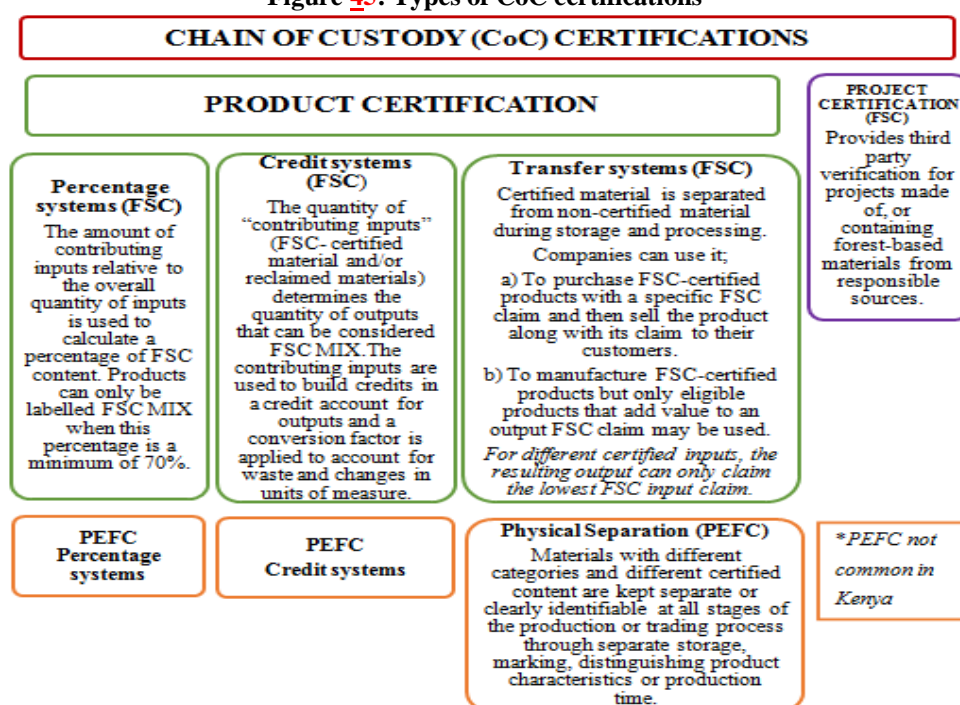 Figure 45: Types of CoC certifications
CHAIN OF CUSTODY (CoC) CERTIFICATIONS
PRODUCT CERTIFICATION
PROJECT
CERTIFICATION
(FSC)
Provides third
party
verification for
projects made
of, or
containing
forest-based
materials from
responsible
sources.
Percentage
systems (FSC)
The amount of
contributing
inputs relative to
the overall
quantity of inputs
is used to
calculate a
percentage of FSC
content. Products
can only be
labelled FSC MIX
when this
percentage is a
minimum of 70%.
Credit systems
(FSC)
The quantity of
“contributing inputs”
(FSC- certified
material and/or
reclaimed materials)
determines the
quantity of outputs
that can be considered
FSC MIX.The
contributing inputs are
used to build credits in
a credit account for
outputs and a
conversion factor is
applied to account for
waste and changes in
units of measure.
Transfer systems (FSC)
Certified material is separated
from non-certified material
during storage and processing.
Companies can use it;
a) To purchase FSC-certified
products with a specific FSC
claim and then sell the product
along with its claim to their
customers.
b) To manufacture FSC-certified
products but only eligible
products that add value to an
output FSC claim may be used.
For different certified inputs, the
resulting output can only claim
the lowest FSC input claim.
PEFC
Percentage
systems
PEFC
Credit systems
Physical Separation (PEFC)
Materials with different
categories and different certified
content are kept separate or
clearly identifiable at all stages of
the production or trading process
through separate storage,
marking, distinguishing product
characteristics or production
time.
*PEFC not
common in
Kenya